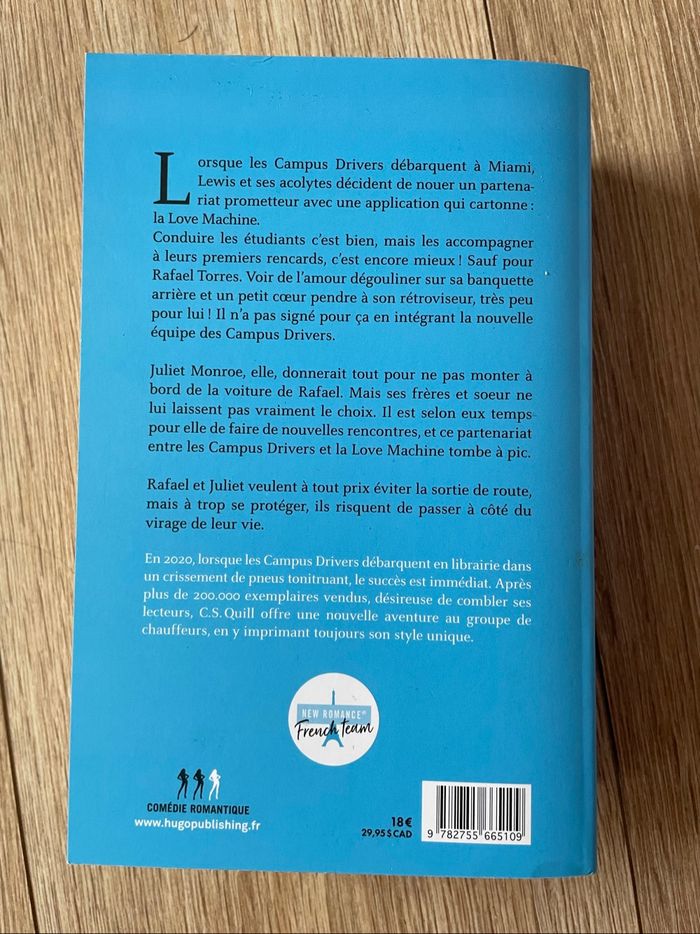 Lorsque les Campus Drivers débarquent à Miami,
Lewis et ses acolytes décident de nouer un partena-
riat prometteur avec une application qui cartonne :
la Love Machine.
Conduire les étudiants c'est bien, mais les accompagner
à leurs premiers rencards, c'est encore mieux ! Sauf pour
Rafael Torres. Voir de l'amour dégouliner sur sa banquette
arrière et un petit cœur pendre à son rétroviseur, très peu
pour lui ! Il n'a pas signé pour ça en intégrant la nouvelle
équipe des Campus Drivers.
Juliet Monroe, elle, donnerait tout pour ne pas monter à
bord de la voiture de Rafael. Mais ses frères et soeur ne
lui laissent pas vraiment le choix. Il est selon eux temps
pour elle de faire de nouvelles rencontres, et ce partenariat
entre les Campus Drivers et la Love Machine tombe à pic.
Rafael et Juliet veulent à tout prix éviter la sortie de route,
mais à trop se protéger, ils risquent de passer à côté du
virage de leur vie.
En 2020, lorsque les Campus Drivers débarquent en librairie dans
un crissement de pneus tonitruant, le succès est immédiat. Après
plus de 200.000 exemplaires vendus, désireuse de combler ses
lecteurs, C.S. Quill offre une nouvelle aventure au groupe de
chauffeurs, en y imprimant toujours son style unique.
NEW ROMANCE®
French team
COMÉDIE ROMANTIQUE
www.hugopublishing.fr
18 €
29,95 $ CAD
9 782755 665109